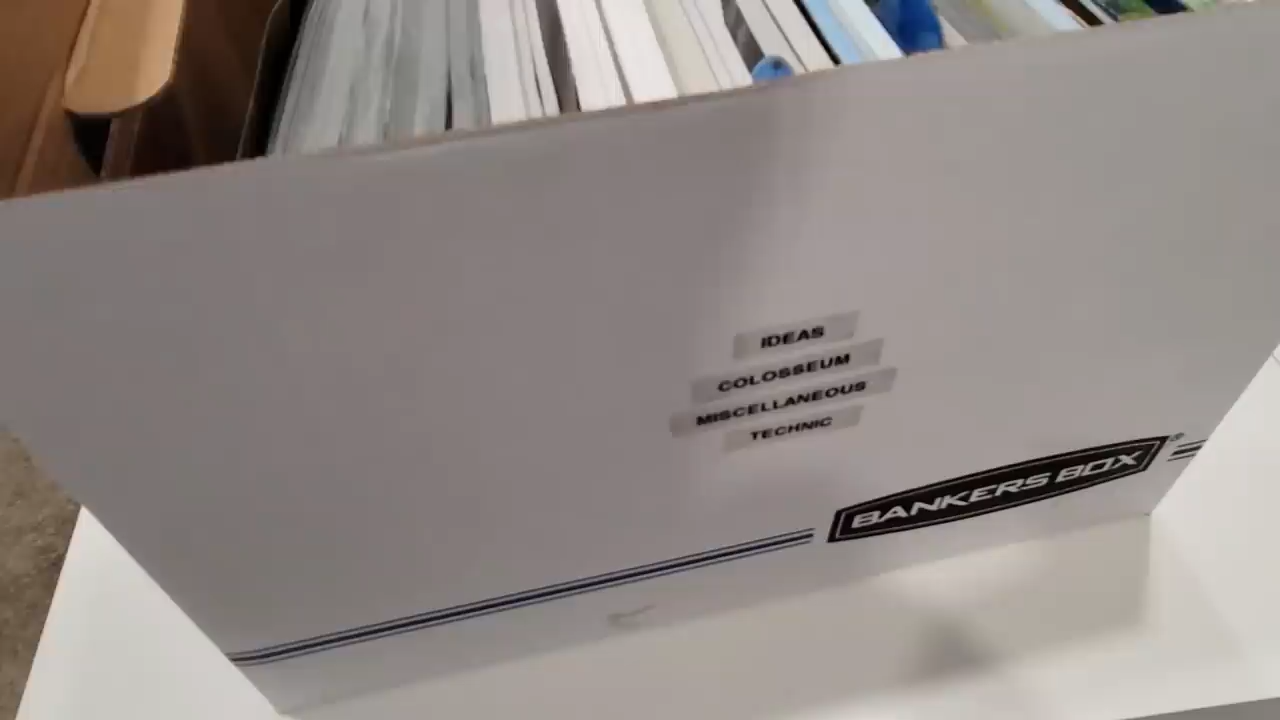 IDEAS
COLOSSEUM
MISCELLANEOUS
TECHNIC
BANKERS BOX®